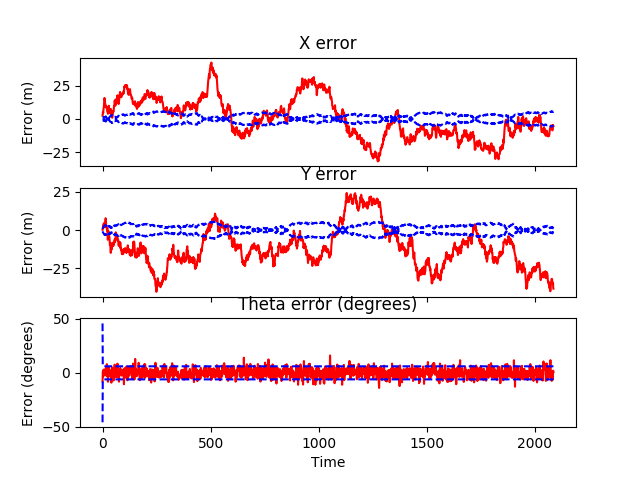 X error
25
0
−25
Error (m)
Y error
25
0
−25
Error (m)
Theta error (degrees)
50
0
−50
Error (degrees)
0 500 1000 1500 2000
Time